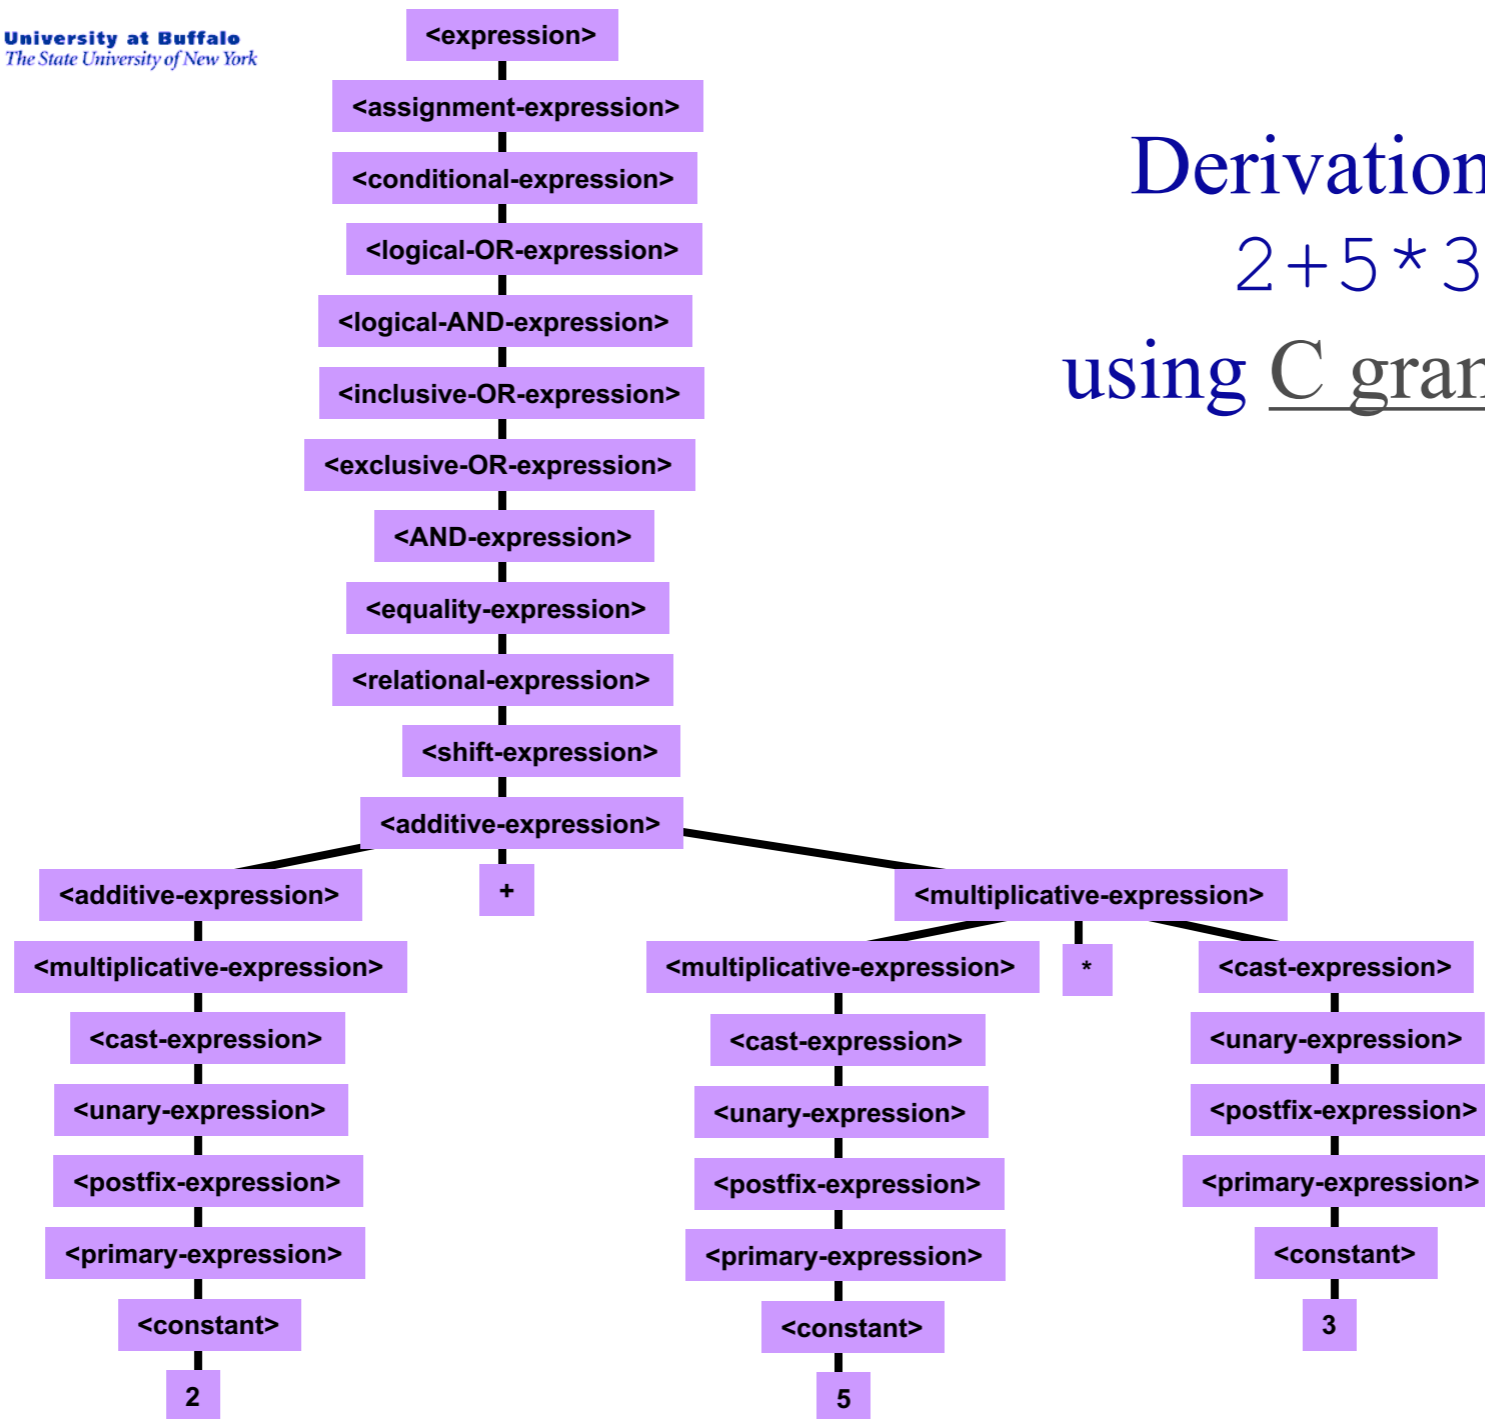 University at Buffalo
The State University of New York
<expression>
<assignment-expression>
<conditional-expression>
<logical-OR-expression>
<logical-AND-expression>
<inclusive-OR-expression>
<exclusive-OR-expression>
<AND-expression>
<equality-expression>
<relational-expression>
<shift-expression>
<additive-expression>
Derivation
2+5*3
using C gram
<additive-expression> + <multiplicative-expression>
<multiplicative-expression> <multiplicative-expression> * <cast-expression>
<cast-expression> <cast-expression> <unary-expression>
<unary-expression> <unary-expression> <postfix-expression>
<postfix-expression> <postfix-expression> <primary-expression>
<primary-expression> <primary-expression> <constant>
<constant> <constant> 3
2 5